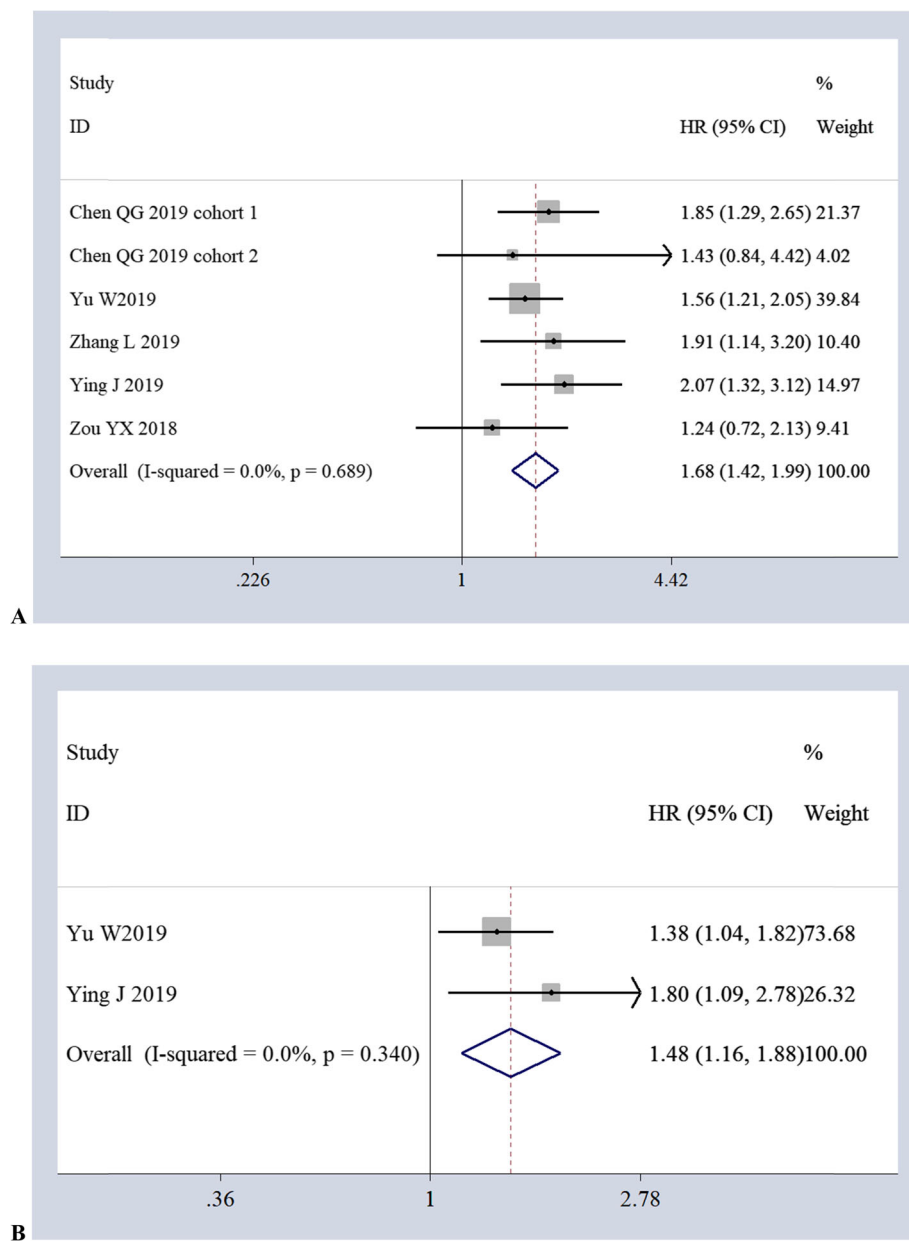 Study %
ID HR (95% CI) Weight
Chen QG 2019 cohort 1 1.85 (1.29, 2.65) 21.37
Chen QG 2019 cohort 2 1.43 (0.84, 4.42) 4.02
Yu W2019 1.56 (1.21, 2.05) 39.84
Zhang L 2019 1.91 (1.14, 3.20) 10.40
Ying J 2019 2.07 (1.32, 3.12) 14.97
Zou YX 2018 1.24 (0.72, 2.13) 9.41
Overall (I-squared = 0.0%, p = 0.689) 1.68 (1.42, 1.99) 100.00
.226 1 4.42
A
Study %
ID HR (95% CI) Weight
Yu W2019 1.38 (1.04, 1.82)73.68
Ying J 2019 1.80 (1.09, 2.78)26.32
Overall (I-squared = 0.0%, p = 0.340) 1.48 (1.16, 1.88)100.00
.36 1 2.78
B